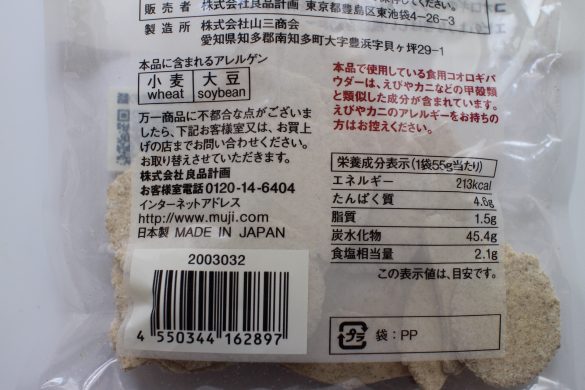 販売者 株式会社良品計画 東京都豊島区東池袋4-26-3
製造所 株式会社山三商会
愛知県知多郡南知多町大字豊浜字貝ヶ坪29-1
本品に含まれるアレルゲン
小麦 大豆
wheat soybean
万一商品に不都合な点がございま
したら、下記お客様室又は、お買上
げの店までお問い合わせください。
お取り替えさせていただきます。
株式会社 良品計画
お客様室電話0120-14-6404
インターネットアドレス
http://www.muji.com
日本製 MADE IN JAPAN
2003032
4 550344 162897
本品で使用している食用コオロギパ
ウダーは、えびやカニなどの甲殻類
と類似した成分が含まれています。
えびやカニのアレルギーをお持ちの
方はお控えください。
栄養成分表示(1袋55g当たり)
エネルギー 213kcal
たんぱく質 4.6g
脂質 1.5g
炭水化物 45.4g
食塩相当量 2.1g
この表示値は、目安です。
プラ 袋:PP